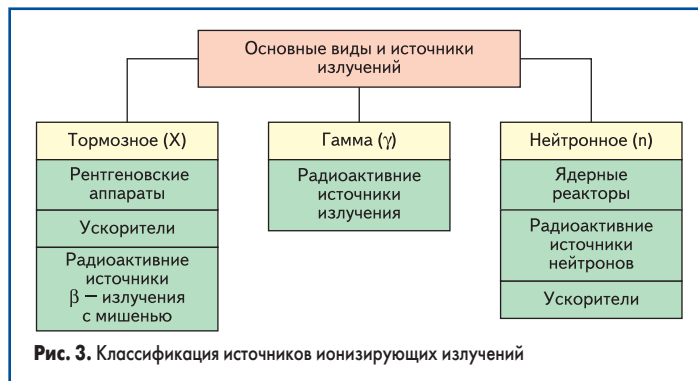 Основные виды и источники
излучений
Тормозное (X)
Рентгеновские
аппараты
Ускорители
Радиоактивние
источники
β – излучения
с мишенью
Гамма (γ)
Радиоактивние
источники
излучения
Нейтронное (n)
Ядерные
реакторы
Радиоактивние
источники
нейтронов
Ускорители
Рис. 3. Классификация источников ионизирующих излучений